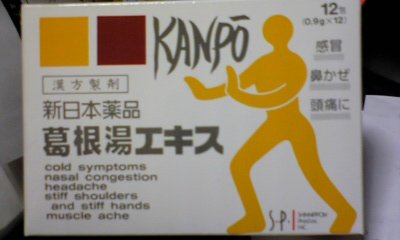 KANPŌ
12包
(0.9g×12)
感冒
鼻かぜ
頭痛に
漢方製剤
新日本薬品
葛根湯エキス
cold symptoms
nasal congestion
headache
stiff shoulders
and stiff hands
muscle ache
S·P·I